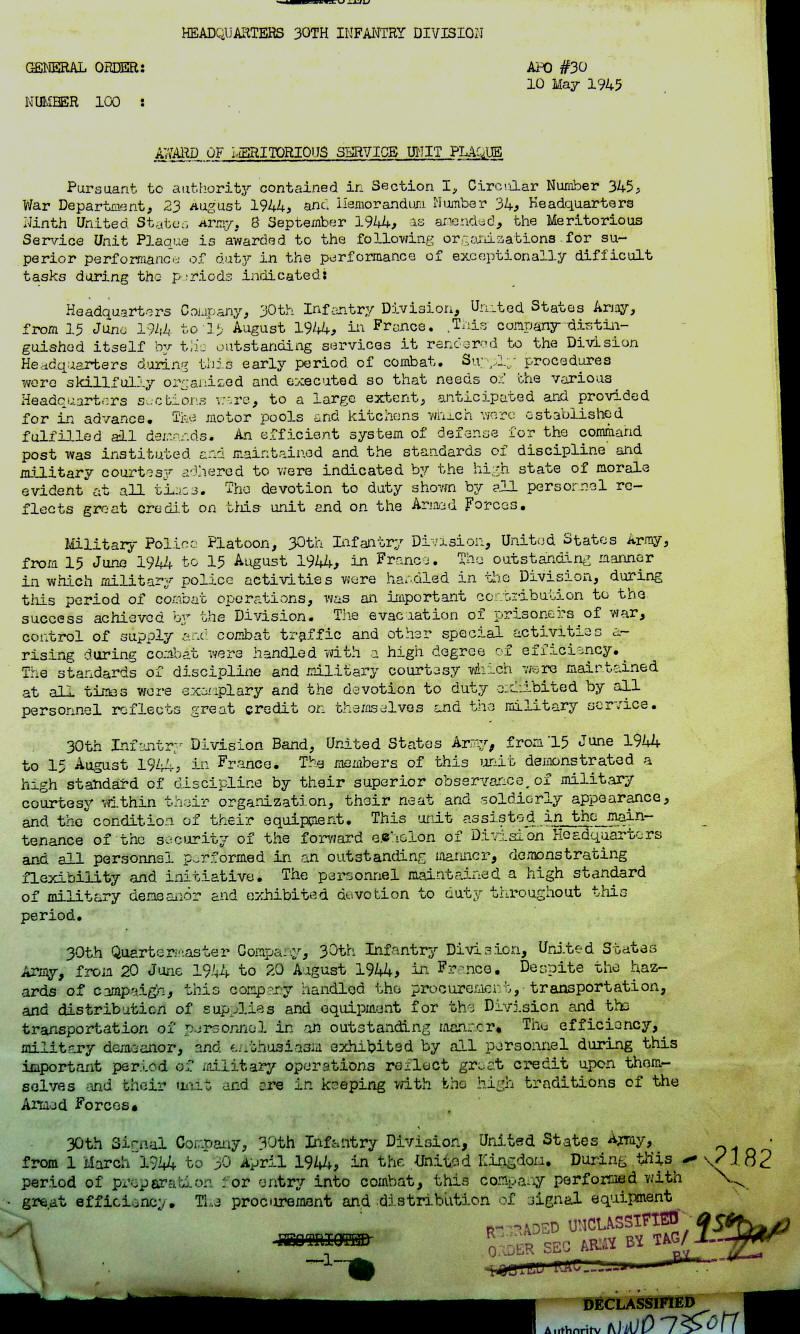 HEADQUARTERS 30TH INFANTRY DIVISION
GENERAL ORDER:
APO #30
10 May 1945
NUMBER 100 :
AWARD OF MERITORIOUS SERVICE UNIT PLAQUE
Pursuant to authority contained in Section I, Circular Number 345,
War Department, 23 August 1944, and Memorandum Number 34, Headquarters
Ninth United States Army, 8 September 1944, as amended, the Meritorious
Service Unit Plaque is awarded to the following organizations for su-
perior performance of duty in the performance of exceptionally difficult
tasks during the periods indicated:
Headquarters Company, 30th Infantry Division, United States Army,
from 15 June 1944 to 15 August 1944, in France. This company distin-
guished itself by the outstanding services it rendered to the Division
Headquarters during this early period of combat. Supply procedures
were skillfully organized and executed so that needs of the various
Headquarters sections were, to a large extent, anticipated and provided
for in advance. The motor pools and kitchens which were established
fulfilled all demands. An efficient system of defense for the command
post was instituted and maintained and the standards of discipline and
military courtesy adhered to were indicated by the high state of morale
evident at all times. The devotion to duty shown by all personnel re-
flects great credit on this unit and on the Armed Forces.
Military Police Platoon, 30th Infantry Division, United States Army,
from 15 June 1944 to 15 August 1944, in France. The outstanding manner
in which military police activities were handled in the Division, during
this period of combat operations, was an important contribution to the
success achieved by the Division. The evacuation of prisoners of war,
control of supply and combat traffic and other special activities a-
rising during combat were handled with a high degree of efficiency.
The standards of discipline and military courtesy which were maintained
at all times were exemplary and the devotion to duty exhibited by all
personnel reflects great credit on themselves and the military service.
30th Infantry Division Band, United States Army, from 15 June 1944
to 15 August 1944, in France. The members of this unit demonstrated a
high standard of discipline by their superior observance of military
courtesy within their organization, their neat and soldierly appearance,
and the condition of their equipment. This unit assisted in the main-
tenance of the security of the forward echelon of Division Headquarters
and all personnel performed in an outstanding manner, demonstrating
flexibility and initiative. The personnel maintained a high standard
of military demeanor and exhibited devotion to duty throughout this
period.
30th Quartermaster Company, 30th Infantry Division, United States
Army, from 20 June 1944 to 20 August 1944, in France. Despite the haz-
ards of campaign, this company handled the procurement, transportation,
and distribution of supplies and equipment for the Division and the
transportation of personnel in an outstanding manner. The efficiency,
military demeanor, and enthusiasm exhibited by all personnel during this
important period of military operations reflect great credit upon them-
selves and their unit and are in keeping with the high traditions of the
Armed Forces.
30th Signal Company, 30th Infantry Division, United States Army,
from 1 March 1944 to 30 April 1944, in the United Kingdom. During this
period of preparation for entry into combat, this company performed with
great efficiency. The procurement and distribution of signal equipment
2182
RESTRICTED
—1—
REGRADED UNCLASSIFIED
ORDER SEC ARMY BY TAG/
BY
DECLASSIFIED
Authority NND 735017